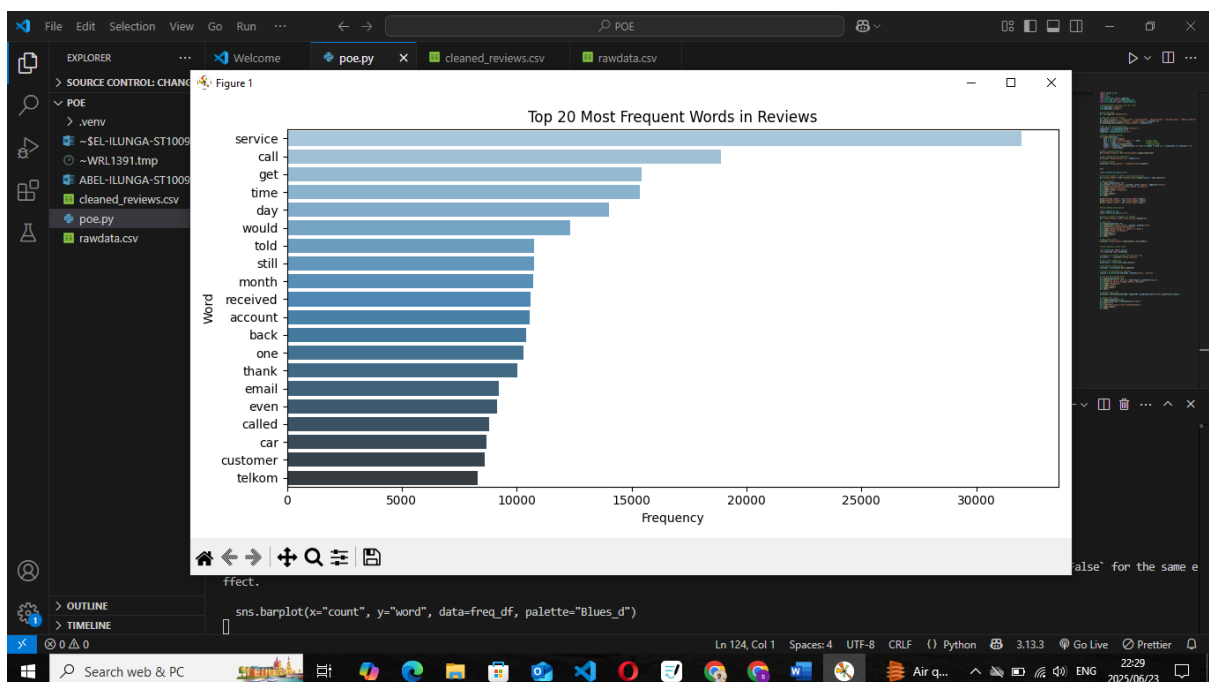 File Edit Selection View Go Run ··· POE
EXPLORER ··· Welcome poe.py cleaned_reviews.csv rawdata.csv
SOURCE CONTROL: CHANG
POE
.venv
~$EL-ILUNGA-ST1009
~WRL1391.tmp
ABEL-ILUNGA-ST1009
cleaned_reviews.csv
poe.py
rawdata.csv
Figure 1
Top 20 Most Frequent Words in Reviews
Word
service
call
get
time
day
would
told
still
month
received
account
back
one
thank
email
even
called
car
customer
telkom
0 5000 10000 15000 20000 25000 30000
Frequency
False` for the same e
ffect.
sns.barplot(x="count", y="word", data=freq_df, palette="Blues_d")
OUTLINE
TIMELINE
0 0 Ln 124, Col 1 Spaces: 4 UTF-8 CRLF {} Python 3.13.3 Go Live Prettier
Search web & PC Air q... ENG 22:29
2025/06/23